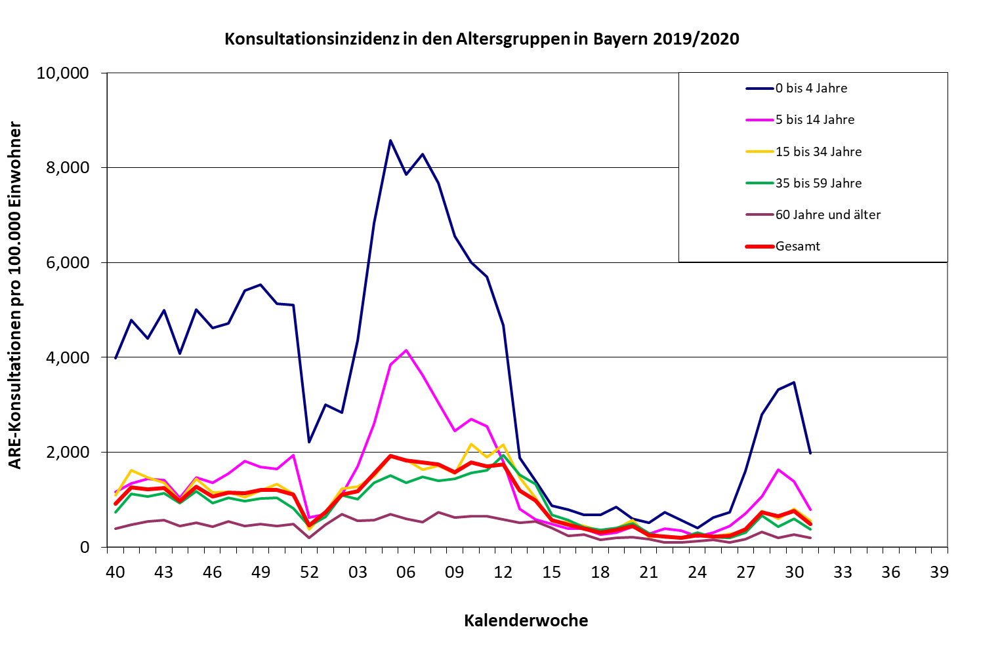 Konsultationsinzidenz in den Altersgruppen in Bayern 2019/2020
ARE-Konsultationen pro 100.000 Einwohner
10,000
8,000
6,000
4,000
2,000
0
0 bis 4 Jahre
5 bis 14 Jahre
15 bis 34 Jahre
35 bis 59 Jahre
60 Jahre und älter
Gesamt
40 43 46 49 52 03 06 09 12 15 18 21 24 27 30 33 36 39
Kalenderwoche